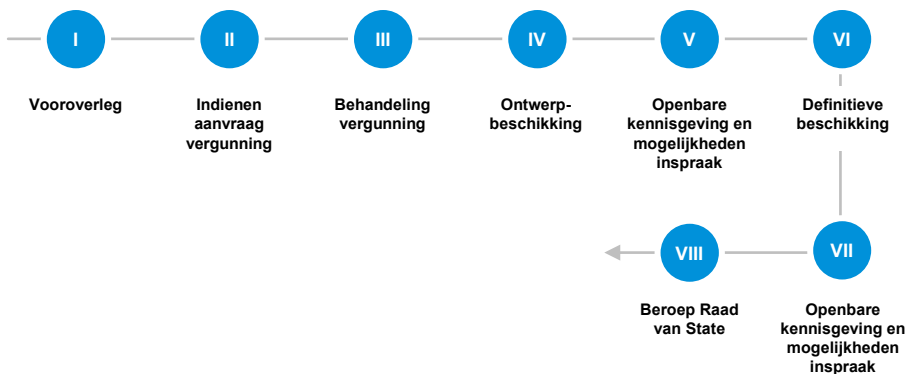 I
II
III
IV
V
VI
Vooroverleg
Indienen
aanvraag
vergunning
Behandeling
vergunning
Ontwerp-
beschikking
Openbare
kennisgeving en
mogelijkheden
inspraak
Definitieve
beschikking
VIII
VII
Beroep Raad
van State
Openbare
kennisgeving en
mogelijkheden
inspraak